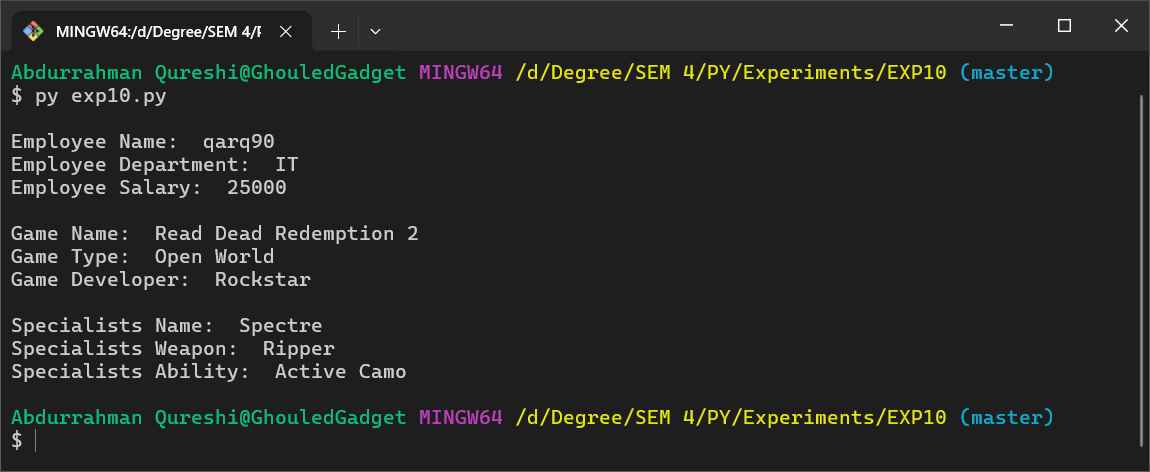 MINGW64:/d/Degree/SEM 4/P
Abdurrahman Qureshi@GhouledGadget MINGW64 /d/Degree/SEM 4/PY/Experiments/EXP10 (master)
$ py exp10.py
Employee Name:  qarq90
Employee Department:  IT
Employee Salary:  25000
Game Name:  Read Dead Redemption 2
Game Type:  Open World
Game Developer:  Rockstar
Specialists Name:  Spectre
Specialists Weapon:  Ripper
Specialists Ability:  Active Camo
Abdurrahman Qureshi@GhouledGadget MINGW64 /d/Degree/SEM 4/PY/Experiments/EXP10 (master)
$